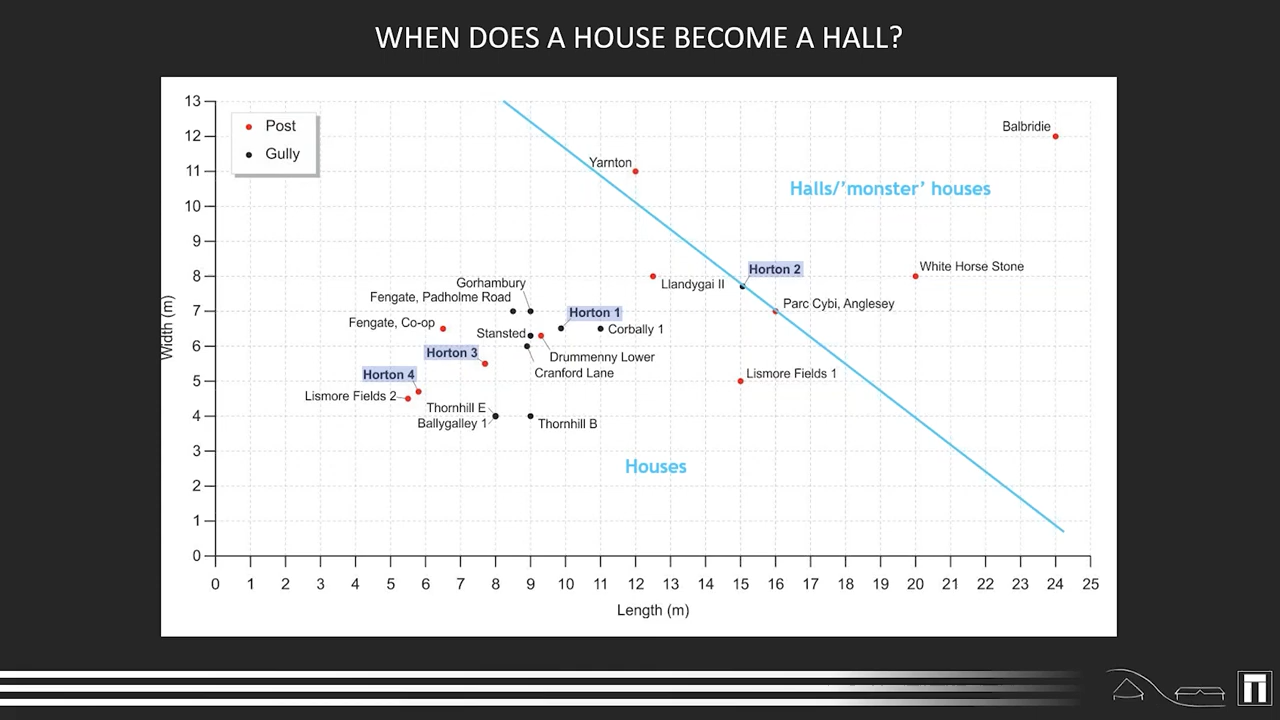 WHEN DOES A HOUSE BECOME A HALL?
13
12
11
10
9
8
7
6
5
4
3
2
1
0
Width (m)
Post
Gully
Balbridie
Yarnton
Halls/'monster' houses
Horton 2
White Horse Stone
Llandygai II
Gorhambury
Fengate, Padholme Road
Parc Cybi, Anglesey
Horton 1
Fengate, Co-op
Stansted
Corbally 1
Horton 3
Drummenny Lower
Cranford Lane
Horton 4
Lismore Fields 1
Lismore Fields 2
Thornhill E
Ballygalley 1
Thornhill B
Houses
0 1 2 3 4 5 6 7 8 9 10 11 12 13 14 15 16 17 18 19 20 21 22 23 24 25
Length (m)